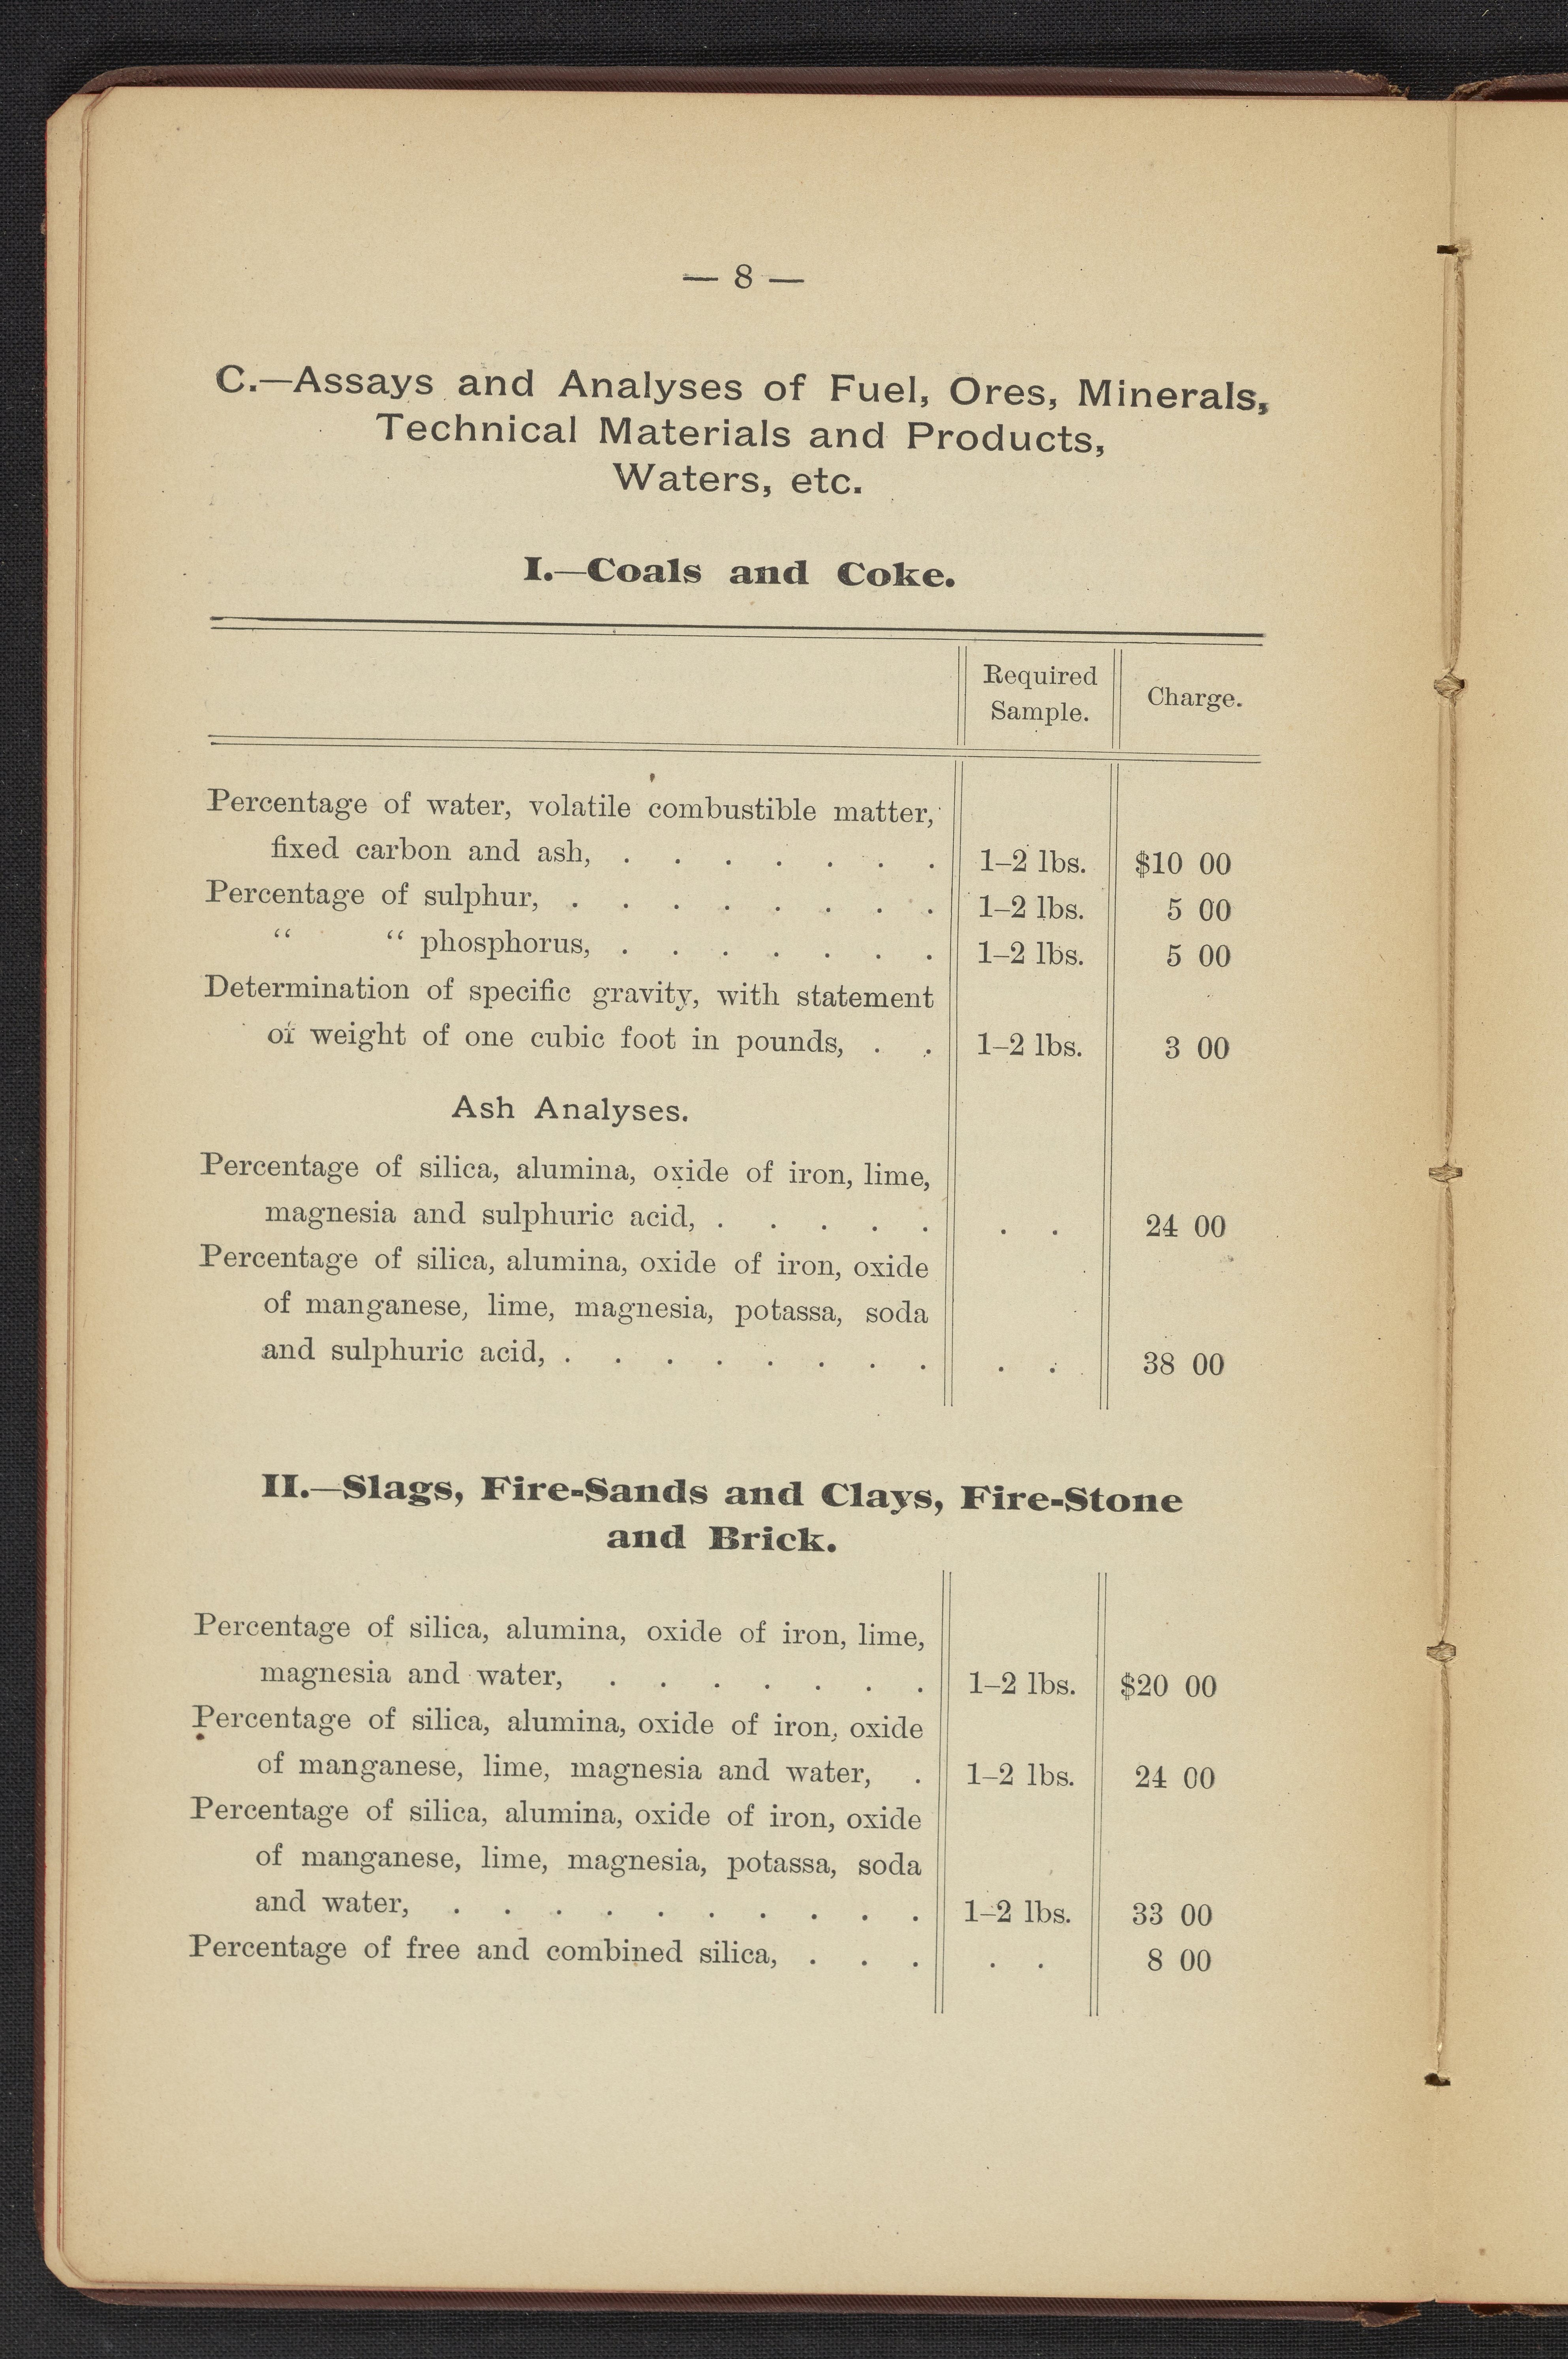 — 8 —
C.—Assays and Analyses of Fuel, Ores, Minerals,
Technical Materials and Products,
Waters, etc.
I.—Coals and Coke.
Required
Sample.
Charge.
Percentage of water, volatile combustible matter,
fixed carbon and ash, . . . . . . . 1–2 lbs. $10 00
Percentage of sulphur, . . . . . . . . 1–2 lbs. 5 00
“ “ phosphorus, . . . . . . . 1–2 lbs. 5 00
Determination of specific gravity, with statement
of weight of one cubic foot in pounds, . . 1–2 lbs. 3 00
Ash Analyses.
Percentage of silica, alumina, oxide of iron, lime,
magnesia and sulphuric acid, . . . . . . . 24 00
Percentage of silica, alumina, oxide of iron, oxide
of manganese, lime, magnesia, potassa, soda
and sulphuric acid, . . . . . . . . . . 38 00
II.—Slags, Fire-Sands and Clays, Fire-Stone
and Brick.
Percentage of silica, alumina, oxide of iron, lime,
magnesia and water, . . . . . . . 1–2 lbs. $20 00
Percentage of silica, alumina, oxide of iron, oxide
of manganese, lime, magnesia and water, . 1–2 lbs. 24 00
Percentage of silica, alumina, oxide of iron, oxide
of manganese, lime, magnesia, potassa, soda
and water, . . . . . . . . . . 1–2 lbs. 33 00
Percentage of free and combined silica, . . . . . 8 00